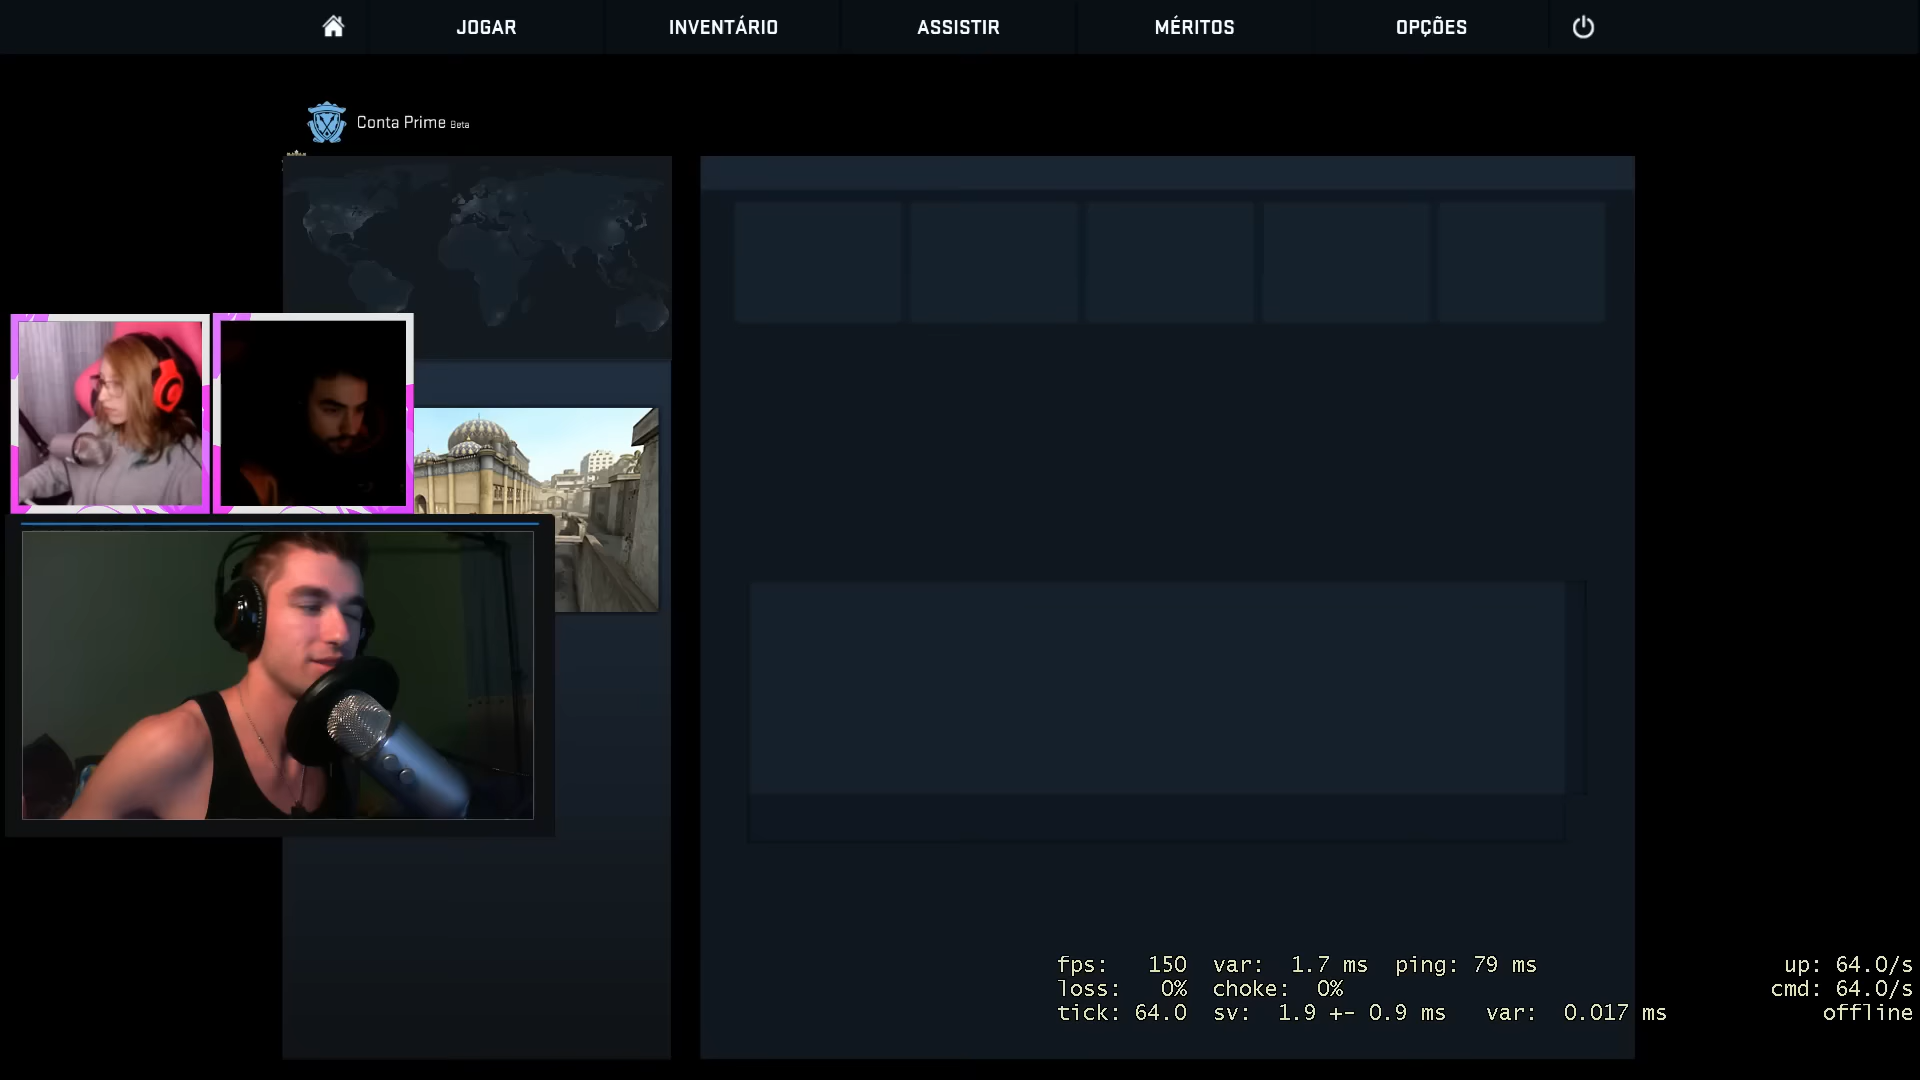 JOGAR INVENTÁRIO ASSISTIR MÉRITOS OPÇÕES
Conta Prime Beta
fps: 150 var: 1.7 ms ping: 79 ms up: 64.0/s
loss: 0% choke: 0% cmd: 64.0/s
tick: 64.0 sv: 1.9 +- 0.9 ms var: 0.017 ms offline